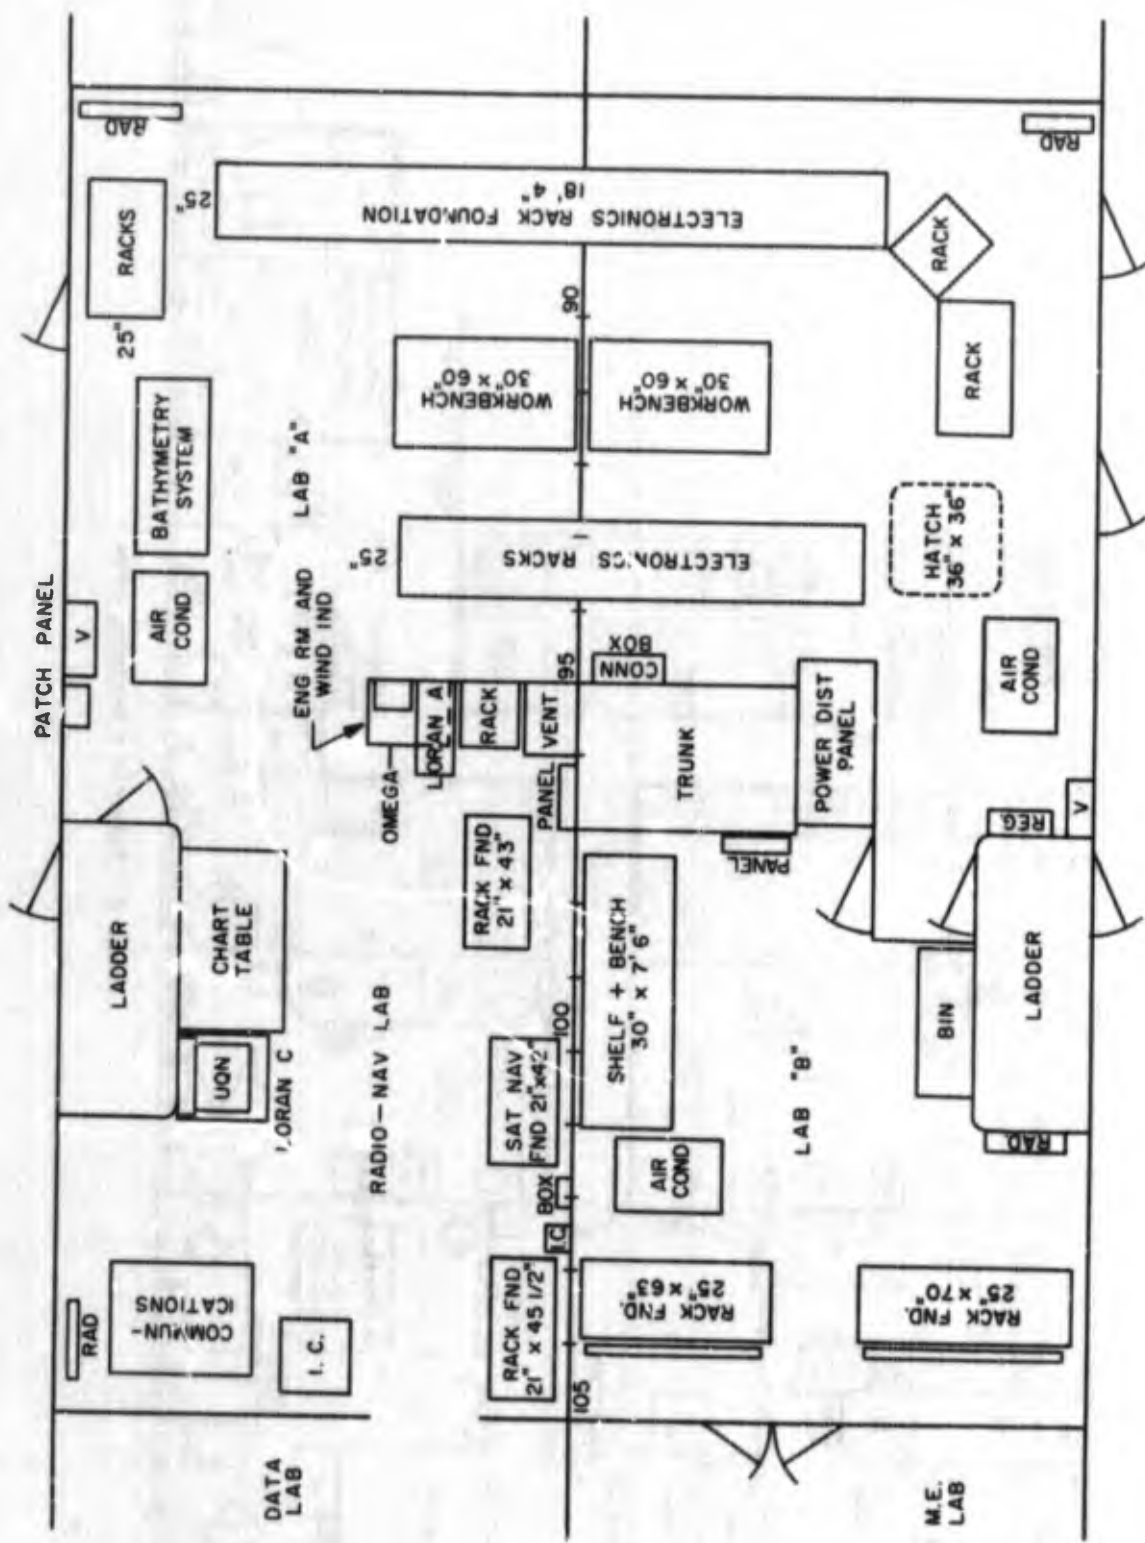 PATCH PANEL
RAD
RACKS
25"
25"
ELECTRONICS RACK FOUNDATION
18' 4"
RAD
BATHYMETRY
SYSTEM
AIR
COND
V
LAB "A"
ENG RM AND
WIND IND
WORKBENCH
30" x 60"
WORKBENCH
30" x 60"
90
RACK
RACK
25"
ELECTRONICS RACKS
HATCH
36" x 36"
OMEGA
LORAN A
RACK
VENT
95
CONN
BOX
TRUNK
POWER DIST
PANEL
AIR
COND
V
REG.
PANEL
PANEL
LADDER
CHART
TABLE
UQN
LORAN C
RADIO-NAV LAB
RACK FND
21" x 43"
SHELF + BENCH
30" x 7' 6"
100
SAT NAV
FND 21" x 42"
BOX
I.C.
AIR
COND
LAB "B"
BIN
LADDER
RAD.
RAD
COMMUN-
ICATIONS
I. C.
RACK FND
21" x 45 1/2"
RACK FND.
25" x 63"
RACK FND.
25" x 70"
105
DATA
LAB
M.E.
LAB